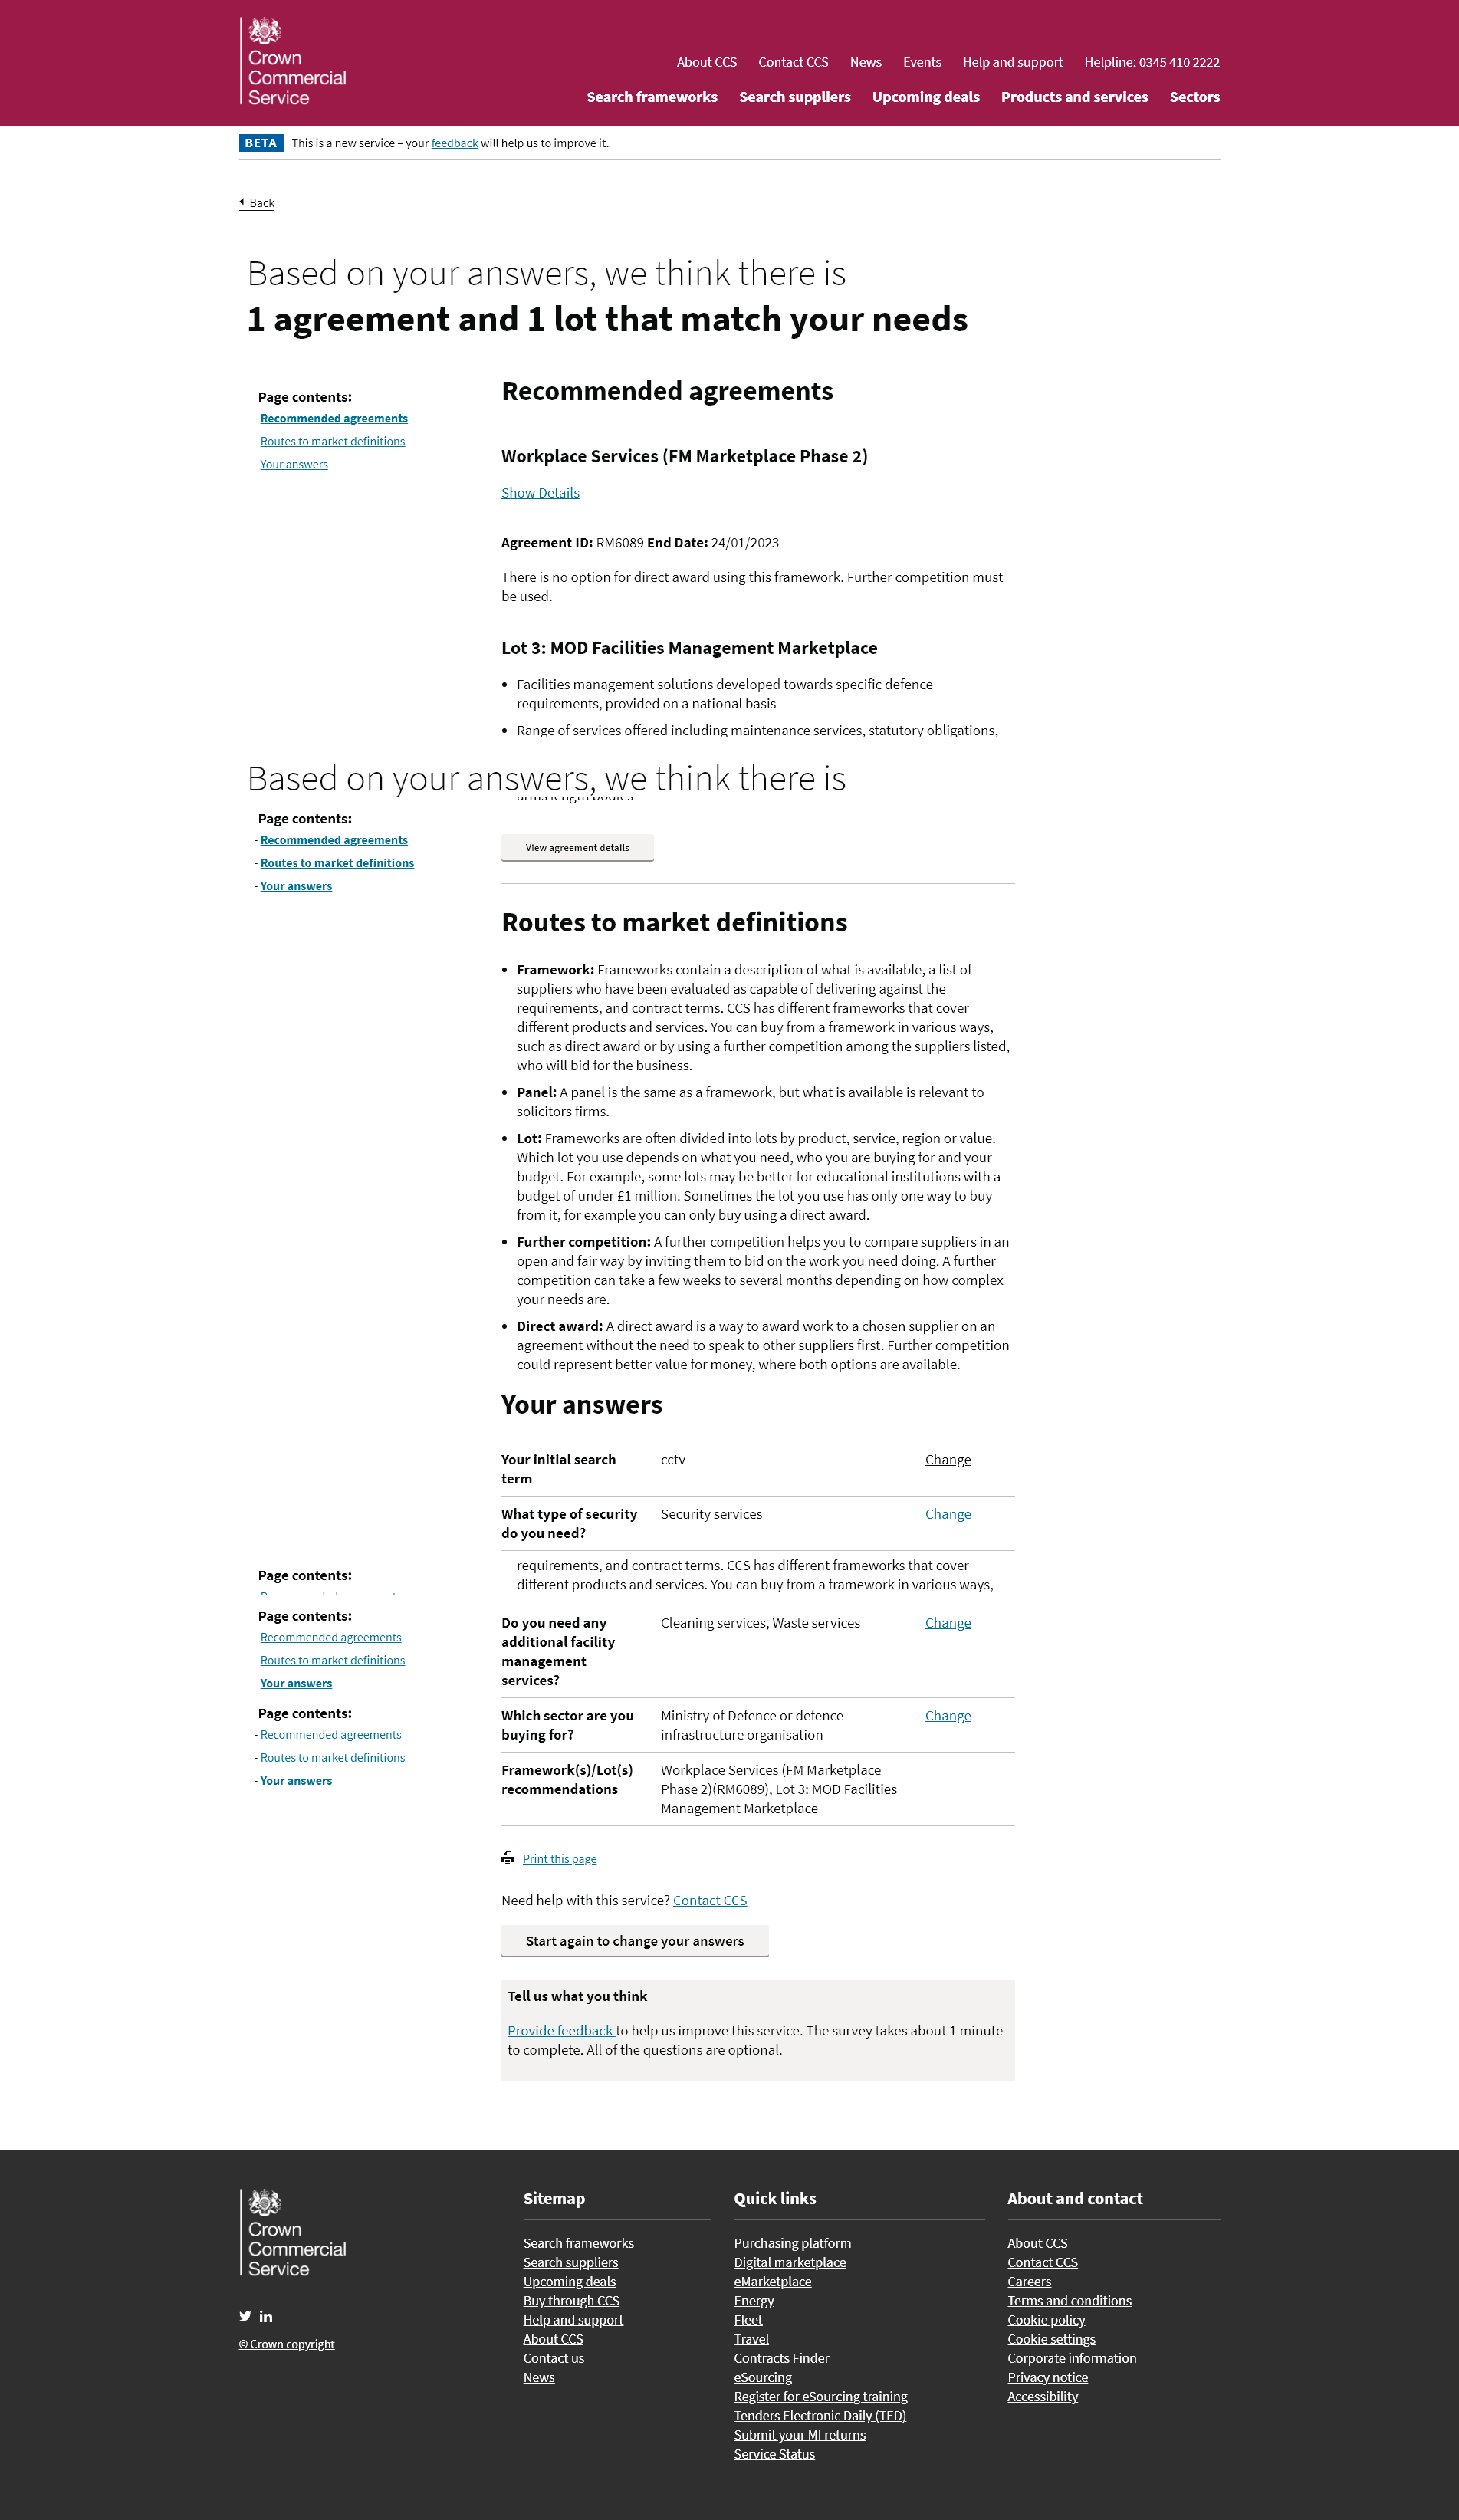 Crown
Commercial
Service
About CCS Contact CCS News Events Help and support Helpline: 0345 410 2222
Search frameworks Search suppliers Upcoming deals Products and services Sectors
BETA This is a new service – your feedback will help us to improve it.
Back
Based on your answers, we think there is
1 agreement and 1 lot that match your needs
Page contents:
- Recommended agreements
- Routes to market definitions
- Your answers
Recommended agreements
Workplace Services (FM Marketplace Phase 2)
Show Details
Agreement ID: RM6089 End Date: 24/01/2023
There is no option for direct award using this framework. Further competition must
be used.
Lot 3: MOD Facilities Management Marketplace
• Facilities management solutions developed towards specific defence
requirements, provided on a national basis
• Range of services offered including maintenance services, statutory obligations,
Based on your answers, we think there is
arms length bodies
Page contents:
- Recommended agreements
- Routes to market definitions
- Your answers
View agreement details
Routes to market definitions
• Framework: Frameworks contain a description of what is available, a list of
suppliers who have been evaluated as capable of delivering against the
requirements, and contract terms. CCS has different frameworks that cover
different products and services. You can buy from a framework in various ways,
such as direct award or by using a further competition among the suppliers listed,
who will bid for the business.
• Panel: A panel is the same as a framework, but what is available is relevant to
solicitors firms.
• Lot: Frameworks are often divided into lots by product, service, region or value.
Which lot you use depends on what you need, who you are buying for and your
budget. For example, some lots may be better for educational institutions with a
budget of under £1 million. Sometimes the lot you use has only one way to buy
from it, for example you can only buy using a direct award.
• Further competition: A further competition helps you to compare suppliers in an
open and fair way by inviting them to bid on the work you need doing. A further
competition can take a few weeks to several months depending on how complex
your needs are.
• Direct award: A direct award is a way to award work to a chosen supplier on an
agreement without the need to speak to other suppliers first. Further competition
could represent better value for money, where both options are available.
Your answers
Your initial search cctv Change
term
What type of security Security services Change
do you need?
requirements, and contract terms. CCS has different frameworks that cover
different products and services. You can buy from a framework in various ways,
Page contents:
Page contents:
- Recommended agreements
- Routes to market definitions
- Your answers
Page contents:
- Recommended agreements
- Routes to market definitions
- Your answers
Do you need any Cleaning services, Waste services Change
additional facility
management
services?
Which sector are you Ministry of Defence or defence Change
buying for? infrastructure organisation
Framework(s)/Lot(s) Workplace Services (FM Marketplace
recommendations Phase 2)(RM6089), Lot 3: MOD Facilities
Management Marketplace
Print this page
Need help with this service? Contact CCS
Start again to change your answers
Tell us what you think
Provide feedback to help us improve this service. The survey takes about 1 minute
to complete. All of the questions are optional.
Crown
Commercial
Service
© Crown copyright
Sitemap
Search frameworks
Search suppliers
Upcoming deals
Buy through CCS
Help and support
About CCS
Contact us
News
Quick links
Purchasing platform
Digital marketplace
eMarketplace
Energy
Fleet
Travel
Contracts Finder
eSourcing
Register for eSourcing training
Tenders Electronic Daily (TED)
Submit your MI returns
Service Status
About and contact
About CCS
Contact CCS
Careers
Terms and conditions
Cookie policy
Cookie settings
Corporate information
Privacy notice
Accessibility